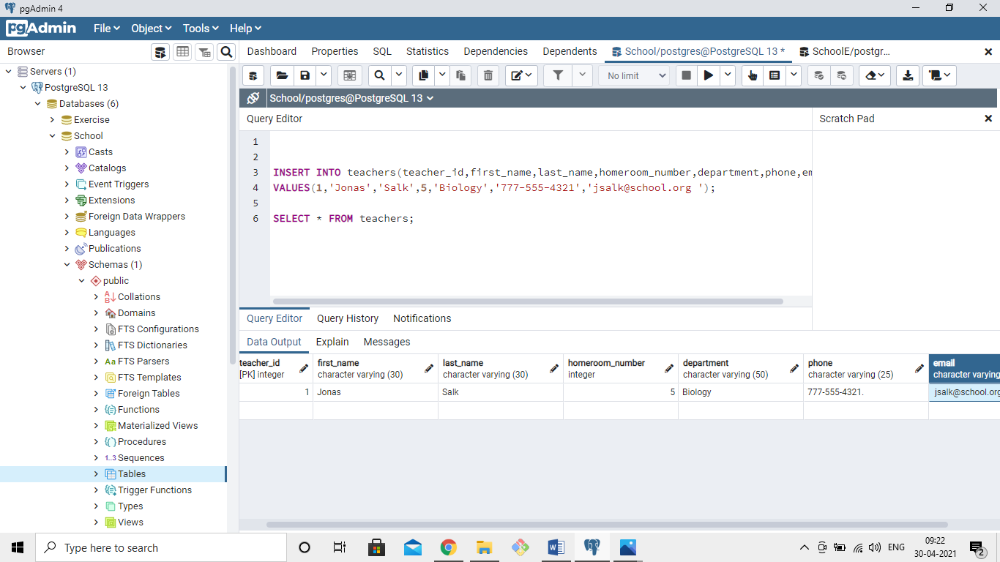 pgAdmin 4
pgAdmin File Object Tools Help
Browser
Dashboard Properties SQL Statistics Dependencies Dependents School/postgres@PostgreSQL 13 * SchoolE/postgr...
Servers (1)
PostgreSQL 13
Databases (6)
Exercise
School
Casts
Catalogs
Event Triggers
Extensions
Foreign Data Wrappers
Languages
Publications
Schemas (1)
public
Collations
Domains
FTS Configurations
FTS Dictionaries
Aa FTS Parsers
FTS Templates
Foreign Tables
Functions
Materialized Views
Procedures
1..3 Sequences
Tables
Trigger Functions
Types
Views
No limit
School/postgres@PostgreSQL 13
Query Editor
Scratch Pad
1
2
3 INSERT INTO teachers(teacher_id,first_name,last_name,homeroom_number,department,phone,em
4 VALUES(1,'Jonas','Salk',5,'Biology','777-555-4321','jsalk@school.org ');
5
6 SELECT * FROM teachers;
Query Editor Query History Notifications
Data Output Explain Messages
teacher_id first_name last_name homeroom_number department phone email
[PK] integer character varying (30) character varying (30) integer character varying (50) character varying (25) character varying
1 Jonas Salk 5 Biology 777-555-4321. jsalk@school.org
Type here to search
ENG
09:22
30-04-2021
2